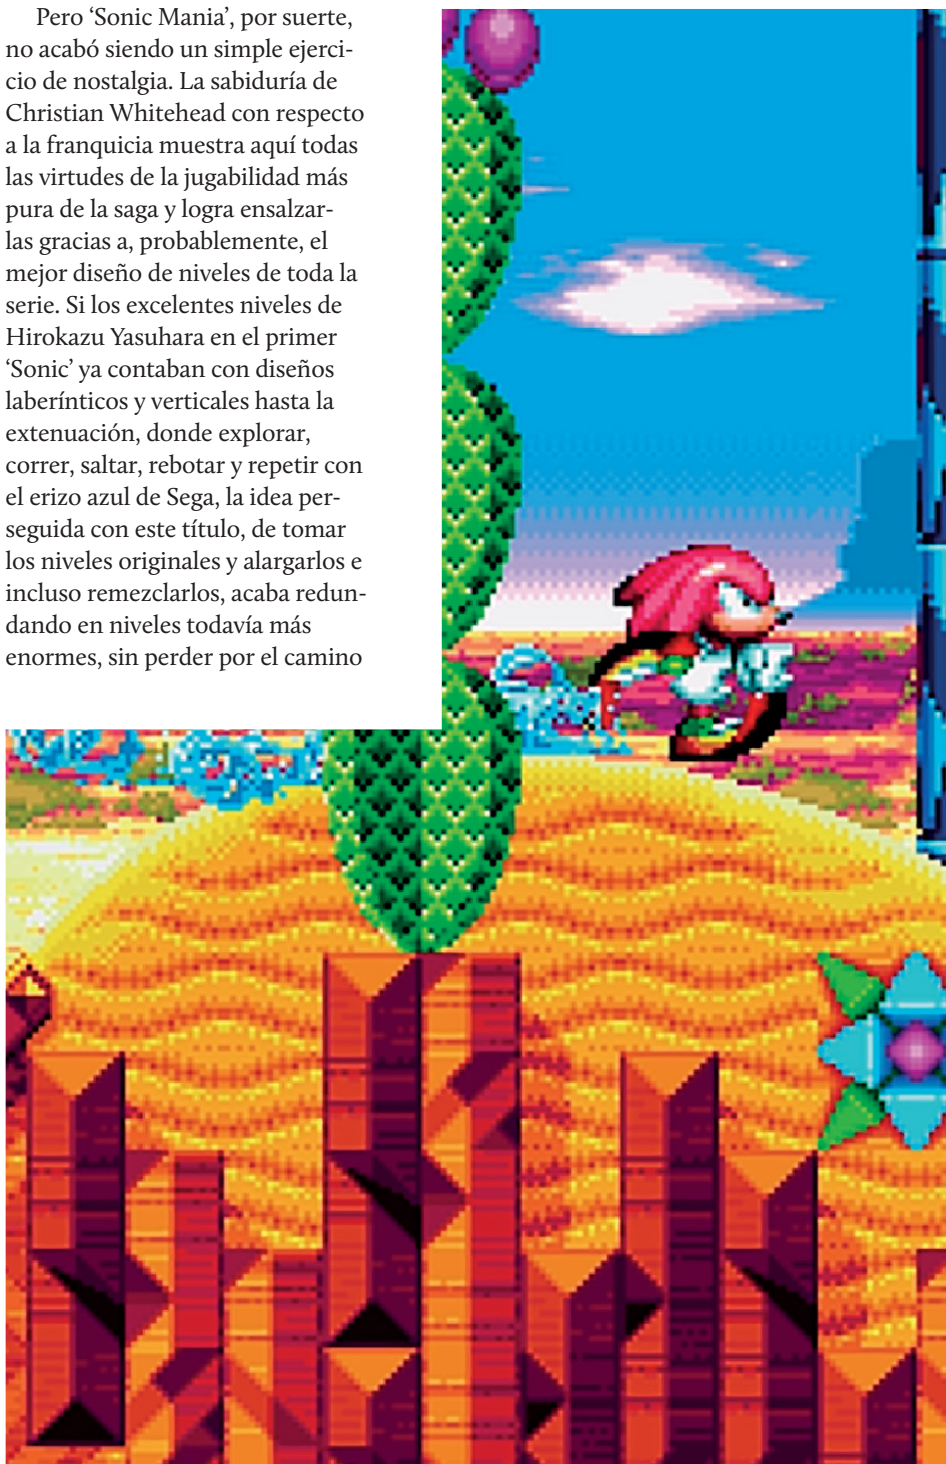 Pero ‘Sonic Mania’, por suerte,
no acabó siendo un simple ejerci-
cio de nostalgia. La sabiduría de
Christian Whitehead con respecto
a la franquicia muestra aquí todas
las virtudes de la jugabilidad más
pura de la saga y logra ensalzar-
las gracias a, probablemente, el
mejor diseño de niveles de toda la
serie. Si los excelentes niveles de
Hirokazu Yasuhara en el primer
‘Sonic’ ya contaban con diseños
laberínticos y verticales hasta la
extenuación, donde explorar,
correr, saltar, rebotar y repetir con
el erizo azul de Sega, la idea per-
seguida con este título, de tomar
los niveles originales y alargarlos e
incluso remezclarlos, acaba redun-
dando en niveles todavía más
enormes, sin perder por el camino